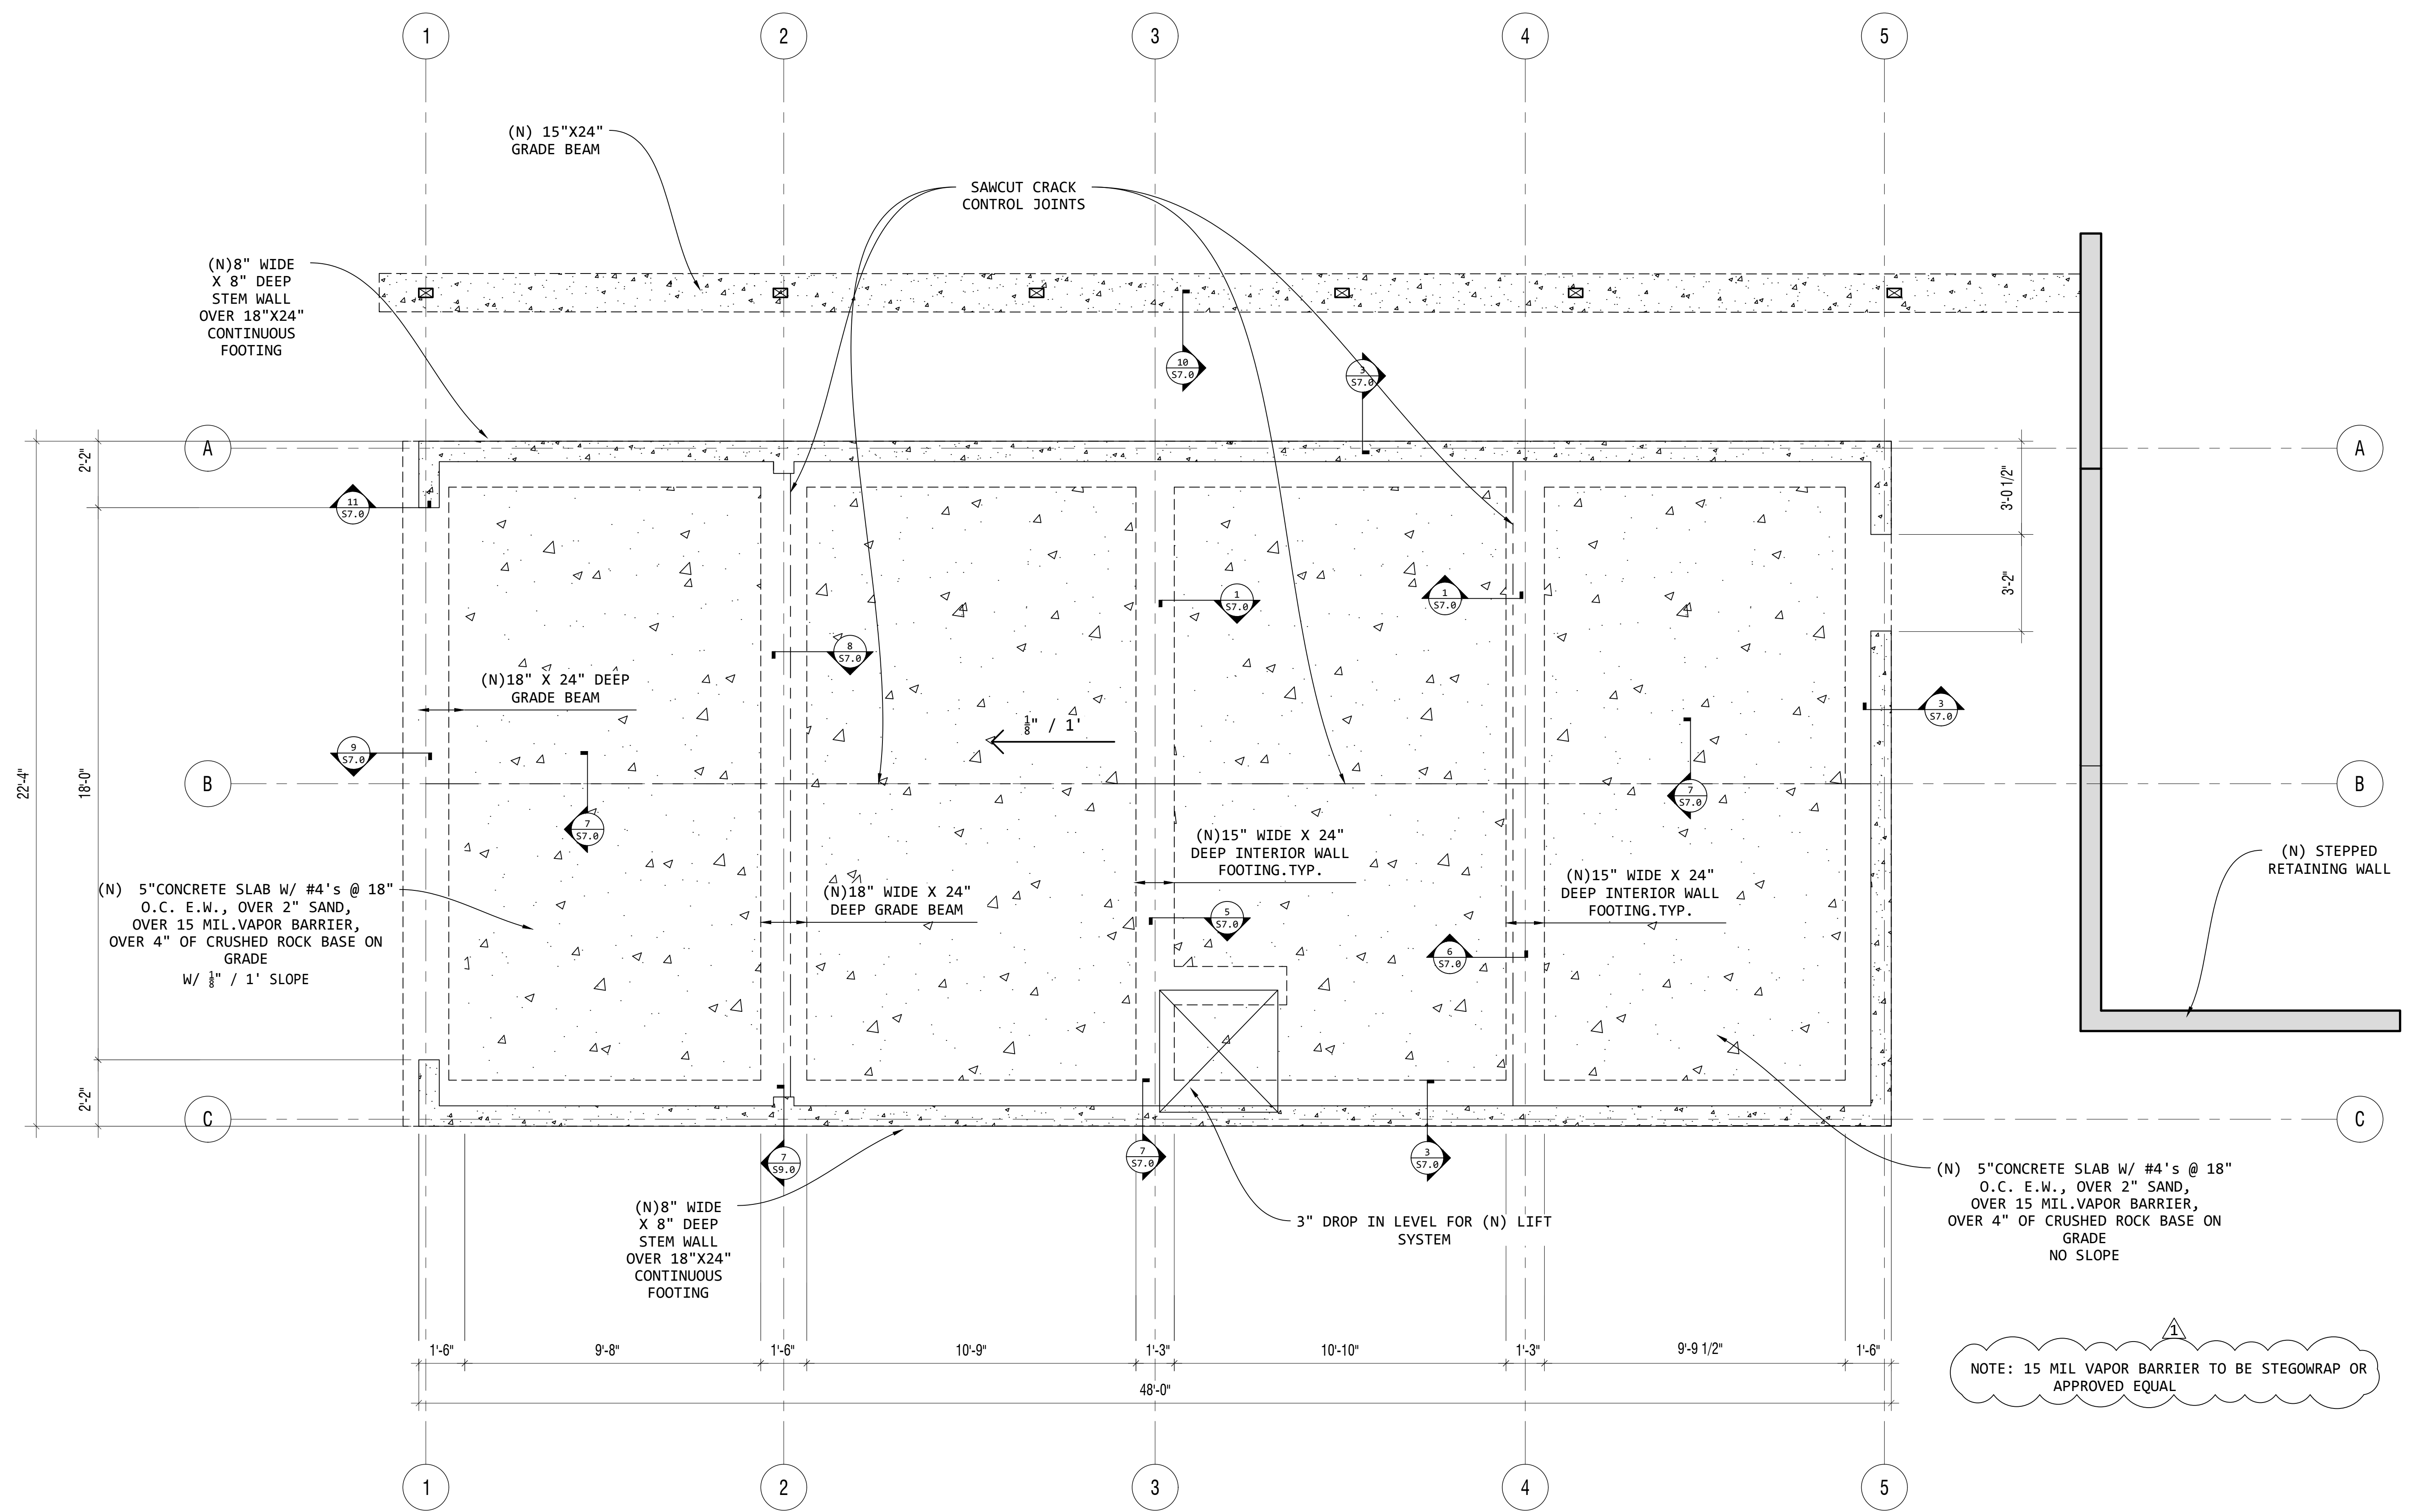 1
2
3
4
5
(N) 15"X24"
GRADE BEAM
SAWCUT CRACK
CONTROL JOINTS
(N)8" WIDE
X 8" DEEP
STEM WALL
OVER 18"X24"
CONTINUOUS
FOOTING
10
S7.0
3
S7.0
A
A
2'-2"
3'-0 1/2"
11
S7.0
3'-2"
1
S7.0
1
S7.0
8
S7.0
(N)18" X 24" DEEP
GRADE BEAM
3
S7.0
1/8" / 1'
9
S7.0
22'-4"
18'-0"
B
B
7
S7.0
7
S7.0
(N)15" WIDE X 24"
DEEP INTERIOR WALL
FOOTING.TYP.
(N) STEPPED
RETAINING WALL
(N)15" WIDE X 24"
DEEP INTERIOR WALL
FOOTING.TYP.
(N)18" WIDE X 24"
DEEP GRADE BEAM
(N) 5"CONCRETE SLAB W/ #4's @ 18"
O.C. E.W., OVER 2" SAND,
OVER 15 MIL.VAPOR BARRIER,
OVER 4" OF CRUSHED ROCK BASE ON
GRADE
W/ 1/8" / 1' SLOPE
5
S7.0
6
S7.0
2'-2"
C
C
7
S9.0
7
S7.0
3
S7.0
(N)8" WIDE
X 8" DEEP
STEM WALL
OVER 18"X24"
CONTINUOUS
FOOTING
3" DROP IN LEVEL FOR (N) LIFT
SYSTEM
(N) 5"CONCRETE SLAB W/ #4's @ 18"
O.C. E.W., OVER 2" SAND,
OVER 15 MIL.VAPOR BARRIER,
OVER 4" OF CRUSHED ROCK BASE ON
GRADE
NO SLOPE
1'-6"
9'-8"
1'-6"
10'-9"
1'-3"
10'-10"
1'-3"
9'-9 1/2"
1'-6"
48'-0"
1
NOTE: 15 MIL VAPOR BARRIER TO BE STEGOWRAP OR
APPROVED EQUAL
1
2
3
4
5